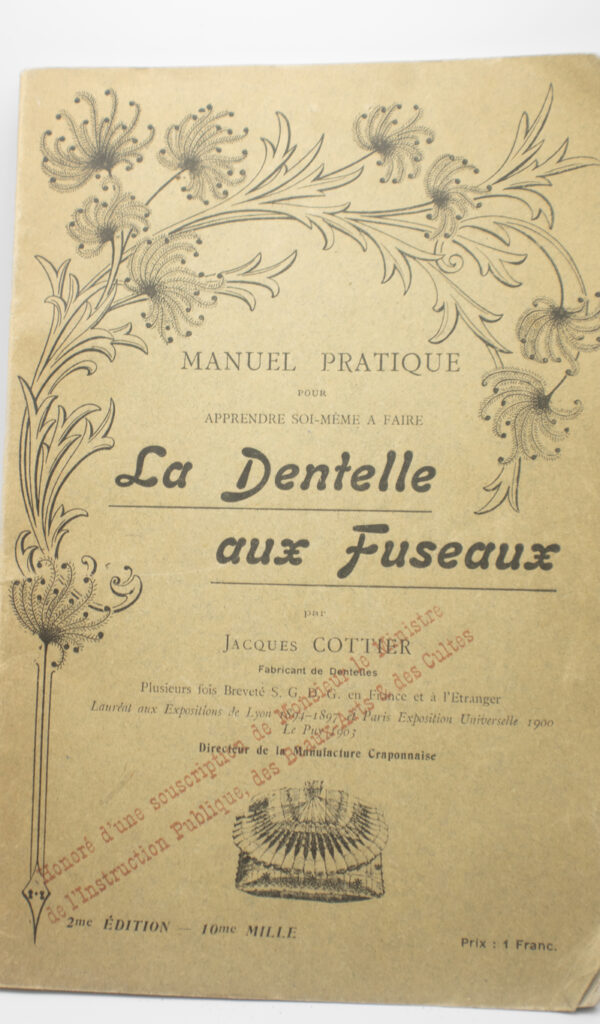 MANUEL PRATIQUE
POUR
APPRENDRE SOI-MÊME A FAIRE
La Dentelle
aux Fuseaux
par
JACQUES COTTIER
Fabricant de Dentelles
Plusieurs fois Breveté S. G. D. G. en France et à l'Etranger
Lauréat aux Expositions de Lyon 1894-1897 Paris Exposition Universelle 1900
Le Puy 1903
Directeur de la Manufacture Craponnaise
Honoré d'une souscription de Monsieur le Ministre
de l'Instruction Publique, des Beaux-Arts & des Cultes
2me ÉDITION — 10me MILLE
Prix : 1 Franc.